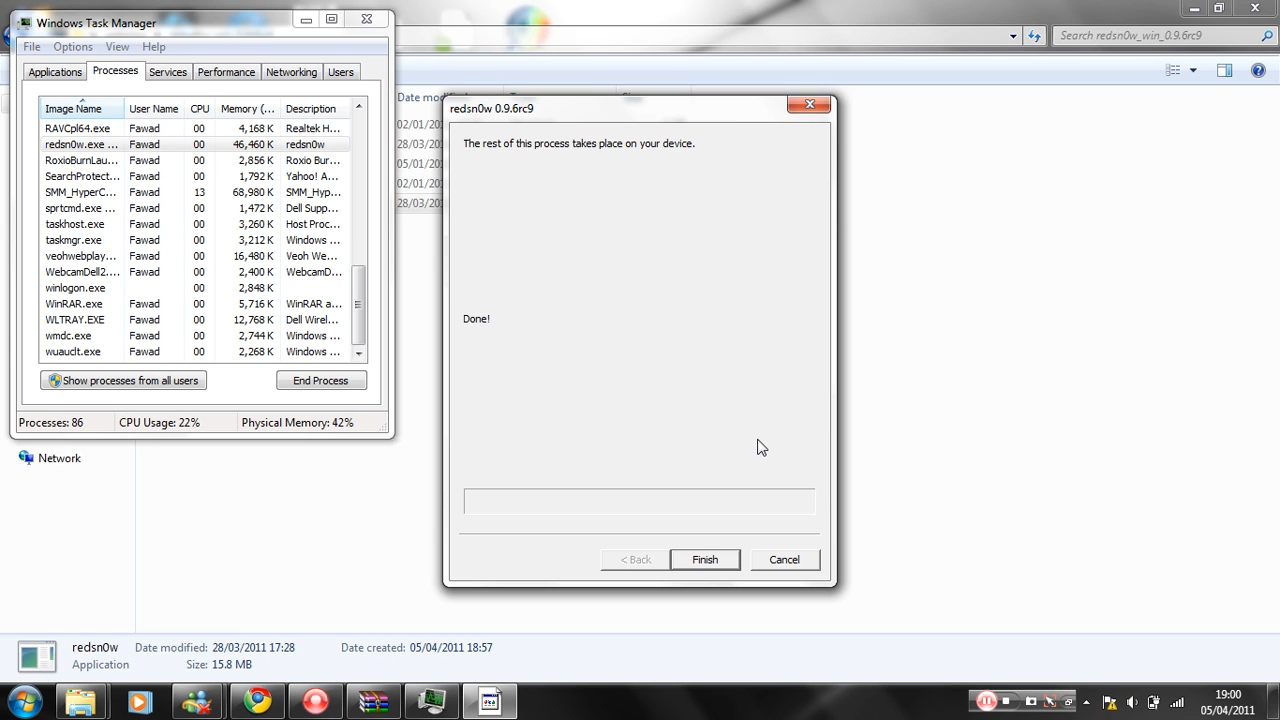 Windows Task Manager
File Options View Help
Applications Processes Services Performance Networking Users
Image Name User Name CPU Memory (... Description
RAVCpl64.exe Fawad 00 4,168 K Realtek H...
redsn0w.exe ... Fawad 00 46,460 K redsn0w
RoxioBurnLau... Fawad 00 2,856 K Roxio Bur...
SearchProtect... Fawad 00 1,792 K Yahoo! A...
SMM_HyperC... Fawad 13 68,980 K SMM_Hyp...
sprtcmd.exe ... Fawad 00 1,472 K Dell Supp...
taskhost.exe Fawad 00 3,260 K Host Proc...
taskmgr.exe Fawad 00 3,212 K Windows ...
veohwebplay... Fawad 00 16,480 K Veoh We...
WebcamDell2.... Fawad 00 2,400 K WebcamD...
winlogon.exe 00 2,848 K
WinRAR.exe Fawad 00 5,716 K WinRAR a...
WLTRAY.EXE Fawad 00 12,768 K Dell Wirel...
wmdc.exe Fawad 00 2,744 K Windows ...
wuauclt.exe Fawad 00 2,268 K Windows ...
Show processes from all users End Process
Processes: 86 CPU Usage: 22% Physical Memory: 42%
Search redsn0w_win_0.9.6rc9
Date modi
02/01/201
28/03/201
05/01/201
02/01/201
28/03/201
redsn0w 0.9.6rc9
The rest of this process takes place on your device.
Done!
< Back Finish Cancel
Network
redsn0w Date modified: 28/03/2011 17:28 Date created: 05/04/2011 18:57
Application Size: 15.8 MB
19:00
05/04/2011